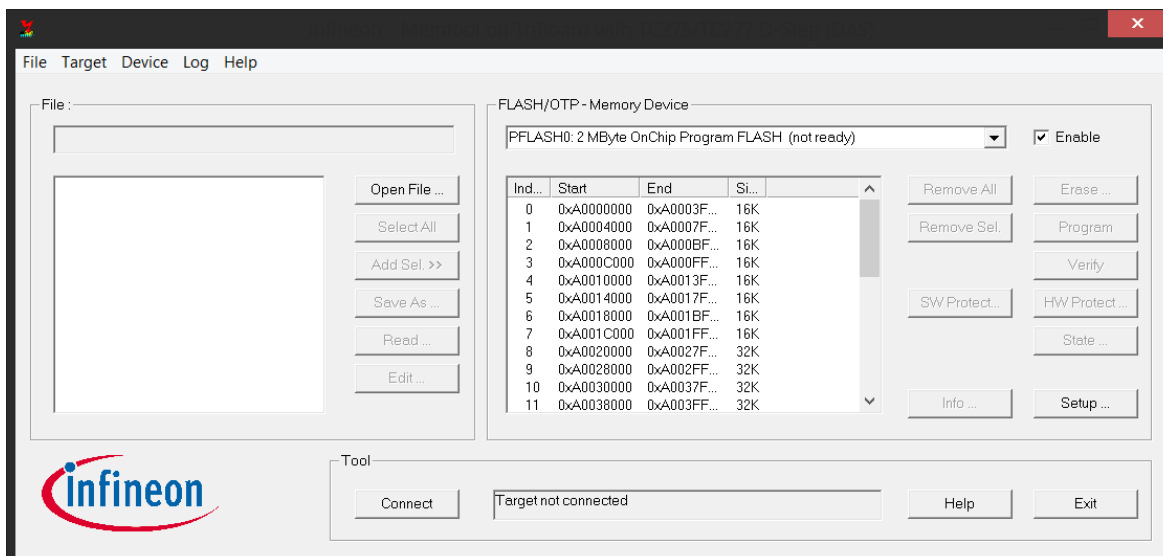 Infineon
File Target Device Log Help
File :
Open File ...
Select All
Add Sel. >>
Save As ...
Read ...
Edit ...
FLASH/OTP - Memory Device
PFLASH0: 2 MByte OnChip Program FLASH (not ready)
Enable
Ind... Start End Si...
0 0xA0000000 0xA0003F... 16K
1 0xA0004000 0xA0007F... 16K
2 0xA0008000 0xA000BF... 16K
3 0xA000C000 0xA000FF... 16K
4 0xA0010000 0xA0013F... 16K
5 0xA0014000 0xA0017F... 16K
6 0xA0018000 0xA001BF... 16K
7 0xA001C000 0xA001FF... 16K
8 0xA0020000 0xA0027F... 32K
9 0xA0028000 0xA002FF... 32K
10 0xA0030000 0xA0037F... 32K
11 0xA0038000 0xA003FF... 32K
Remove All
Remove Sel.
SW Protect...
Info ...
Erase ...
Program
Verify
HW Protect ...
State ...
Setup ...
infineon
Tool
Connect
Target not connected
Help
Exit